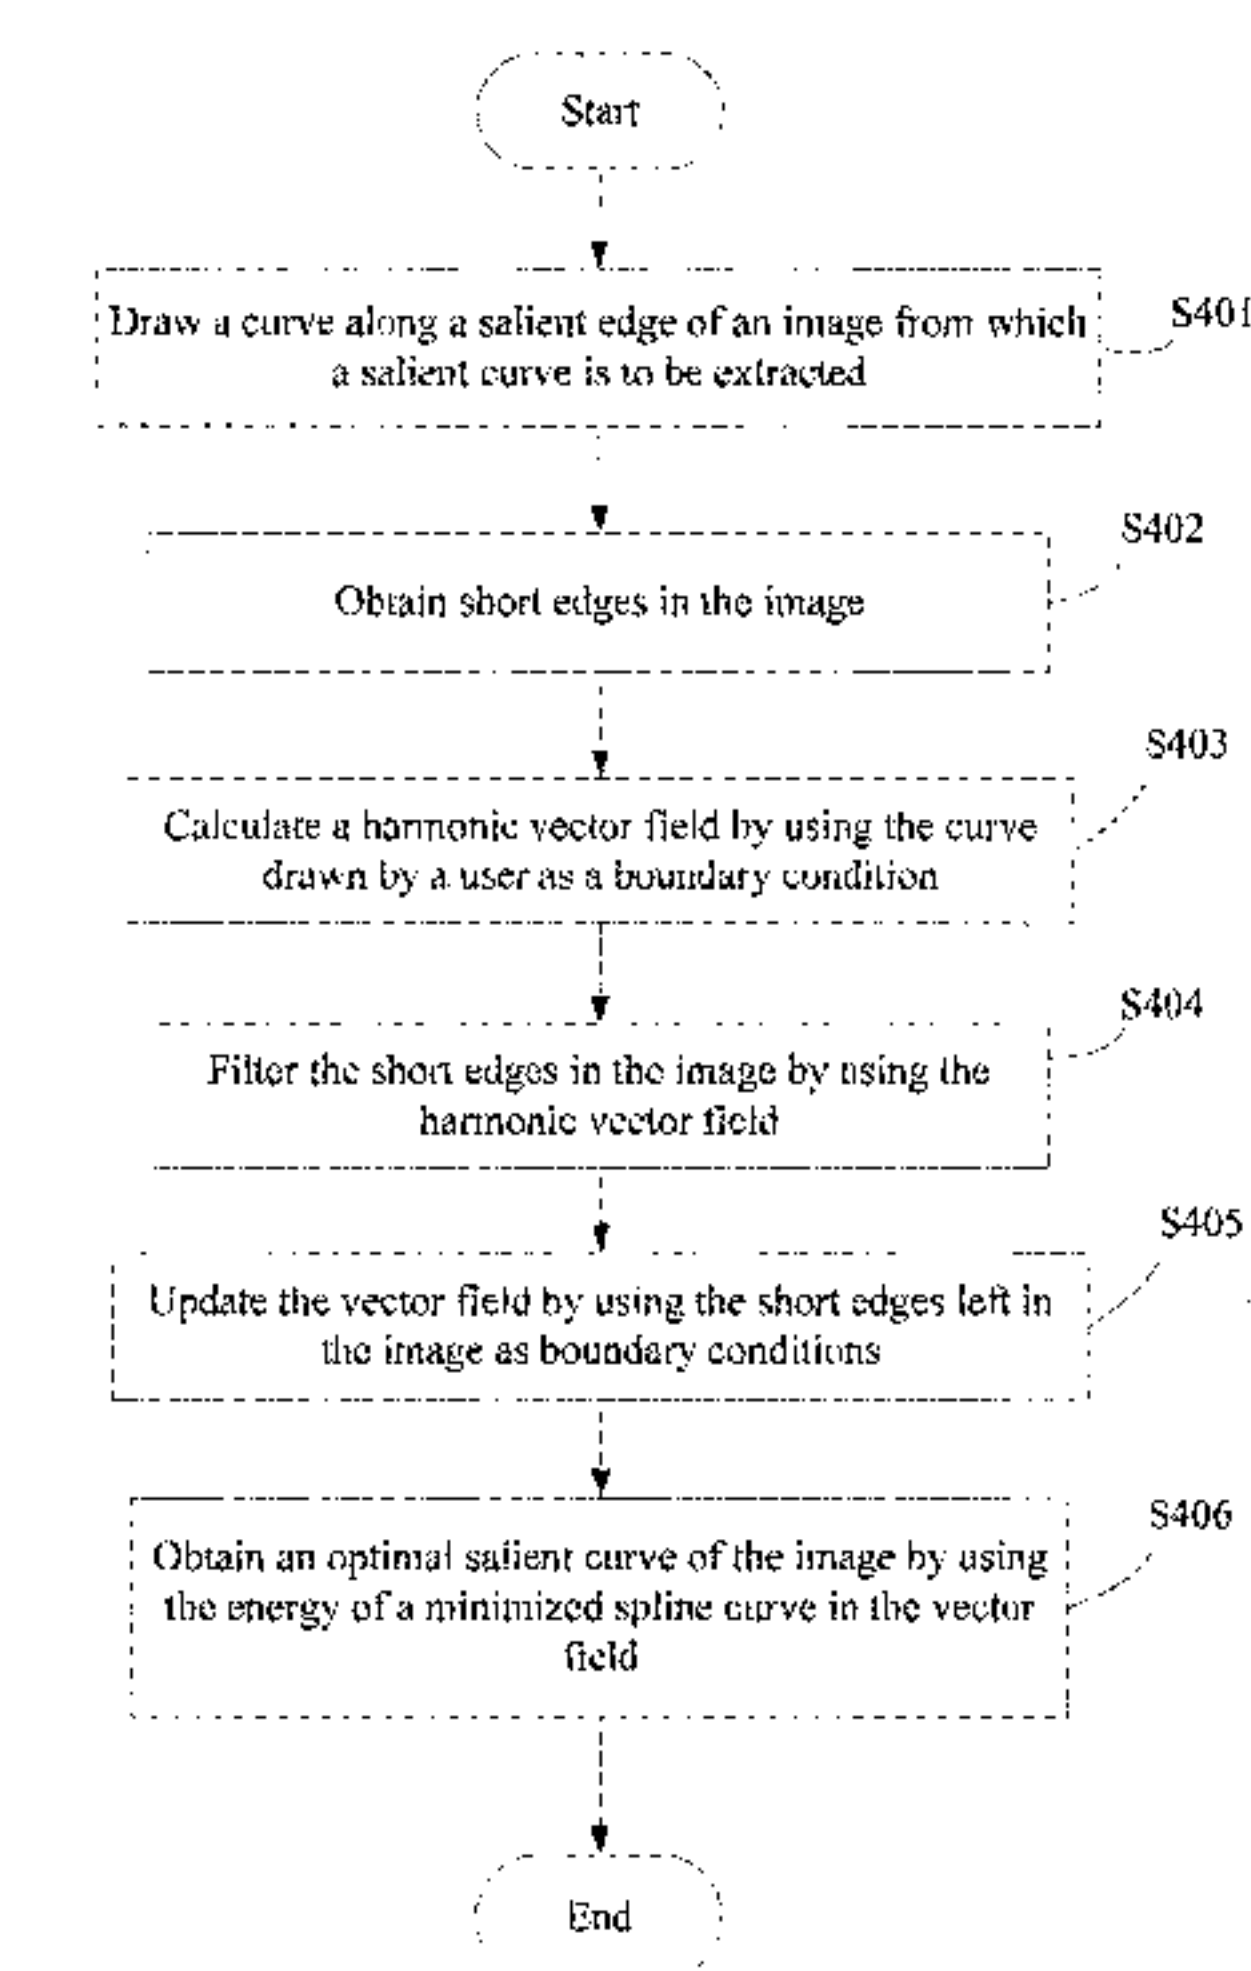 Start
Draw a curve along a salient edge of an image from which
a salient curve is to be extracted
S401
Obtain short edges in the image
S402
Calculate a harmonic vector field by using the curve
drawn by a user as a boundary condition
S403
Filter the short edges in the image by using the
harmonic vector field
S404
Update the vector field by using the short edges left in
the image as boundary conditions
S405
Obtain an optimal salient curve of the image by using
the energy of a minimized spline curve in the vector
field
S406
End